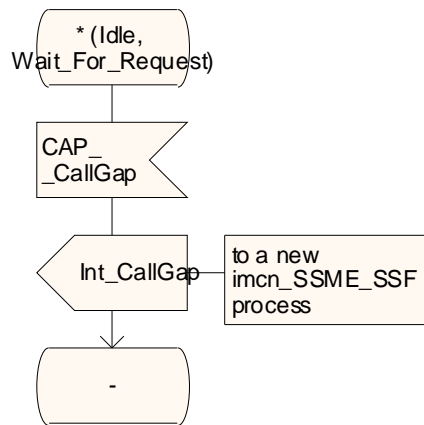 * (Idle,
Wait_For_Request)
CAP_
_CallGap
Int_CallGap
to a new
imcn_SSME_SSF
process
-